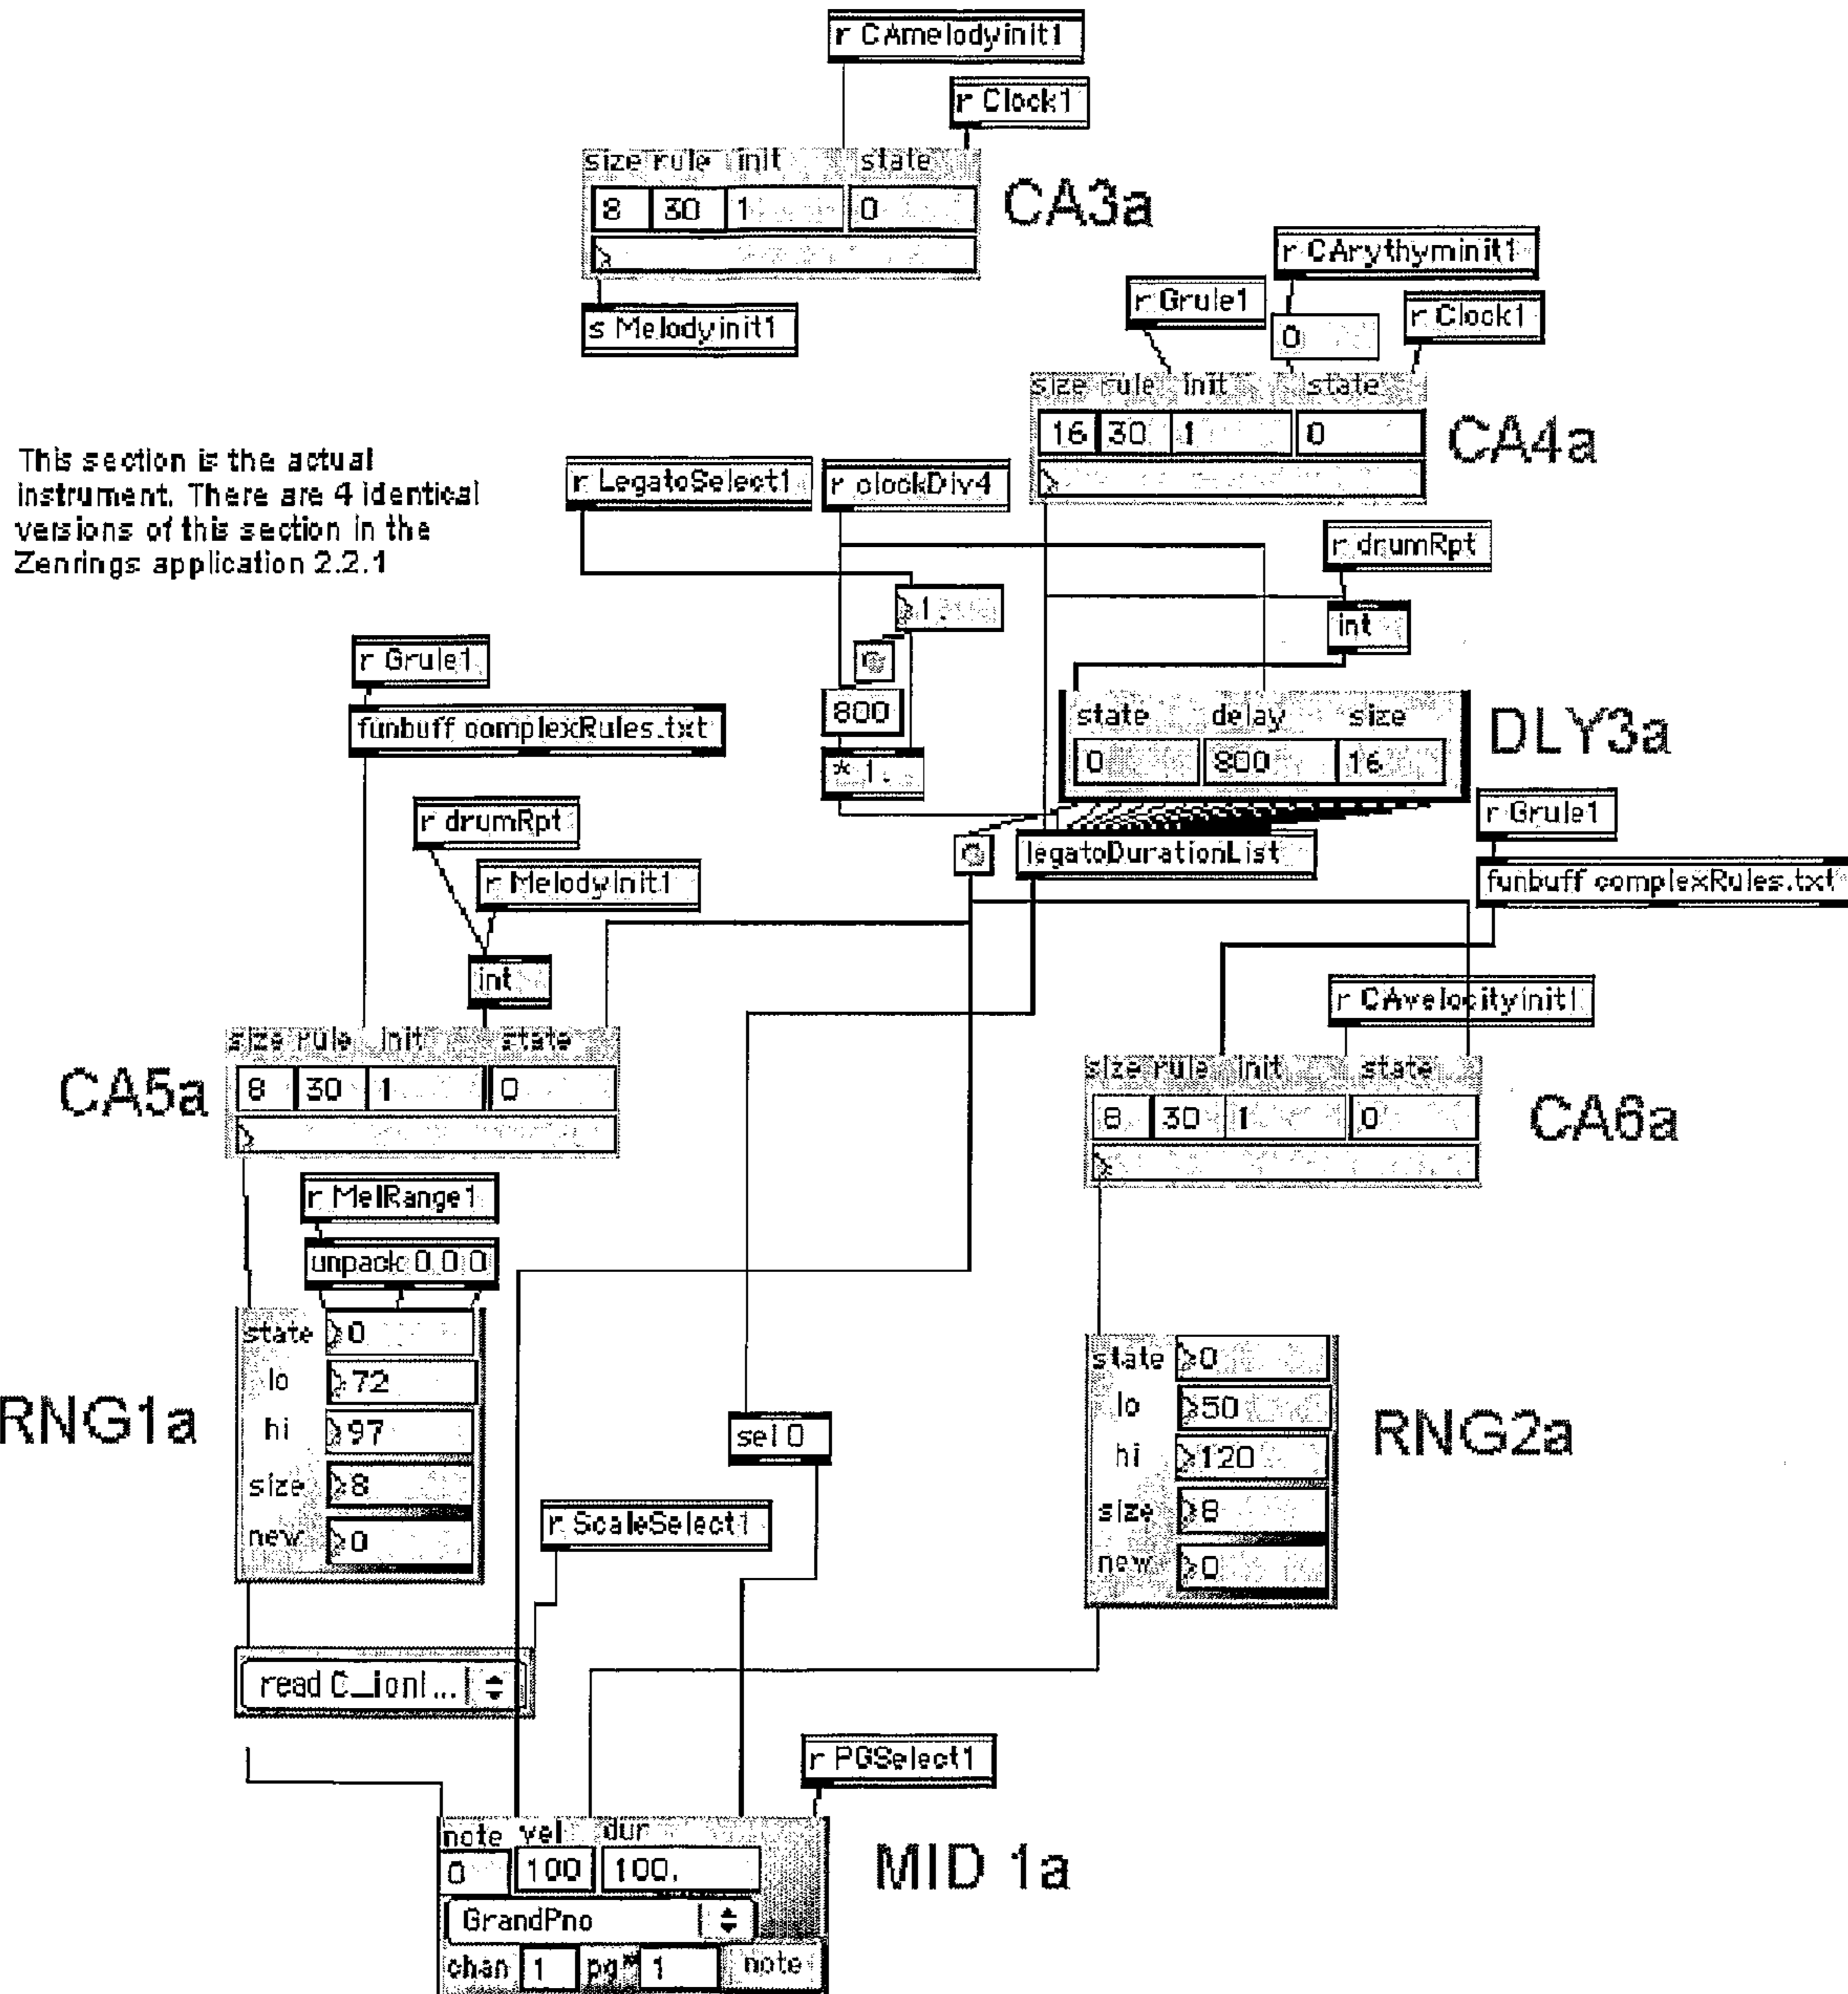 r CAmelodyinit1
r Clock1
size rule init state
8 30 1 0
CA3a
s Melodyinit1
r CArythyminit1
r Grule1
r Clock1
0
size rule init state
16 30 1 0
CA4a
This section is the actual
instrument. There are 4 identical
versions of this section in the
Zenrings application 2.2.1
r LegatoSelect1
r clockDiv4
r drumRpt
1.
int
r Grule1
funbuff complexRules.txt
800
* 1.
state delay size
0 800 16
DLY3a
r drumRpt
r MelodyInit1
legatoDurationList
r Grule1
funbuff complexRules.txt
int
r CAvelocityinit1
size rule init state
8 30 1 0
CA5a
size rule init state
8 30 1 0
CA6a
r MelRange1
unpack 0 0 0
state 0
lo 72
hi 97
size 8
new 0
RNG1a
state 0
lo 50
hi 120
size 8
new 0
RNG2a
sel 0
r ScaleSelect1
read C_ionI...
r PGSelect1
note vel dur
0 100 100.
GrandPno
chan 1 pg# 1 note
MID 1a